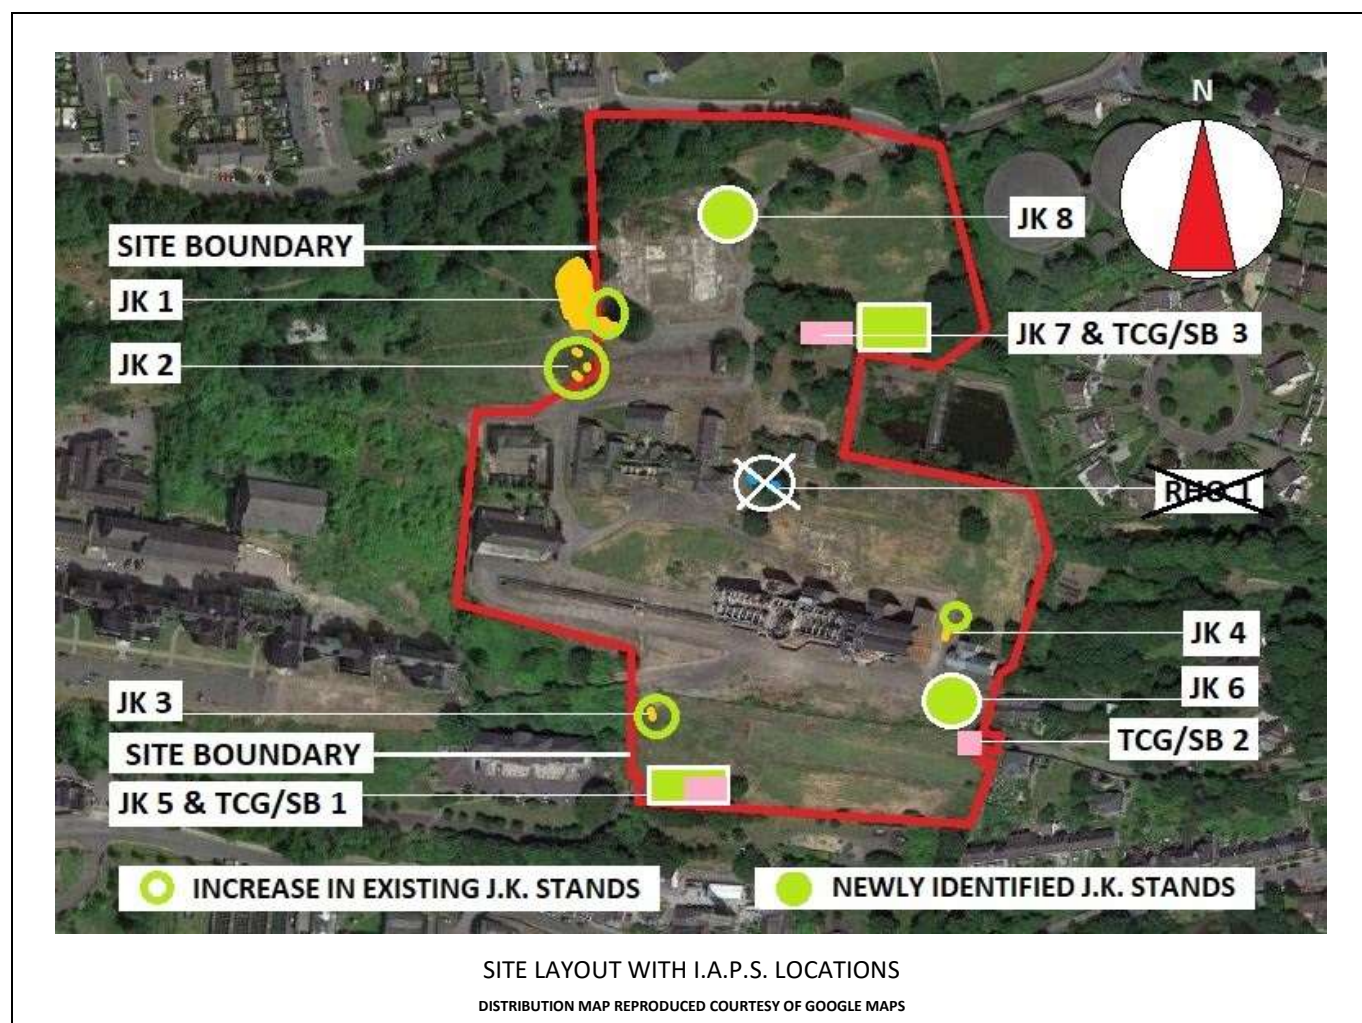 N
JK 8
SITE BOUNDARY
JK 1
JK 7 & TCG/SB 3
JK 2
RHO 1
JK 4
JK 6
JK 3
TCG/SB 2
SITE BOUNDARY
JK 5 & TCG/SB 1
INCREASE IN EXISTING J.K. STANDS
NEWLY IDENTIFIED J.K. STANDS
SITE LAYOUT WITH I.A.P.S. LOCATIONS
DISTRIBUTION MAP REPRODUCED COURTESY OF GOOGLE MAPS